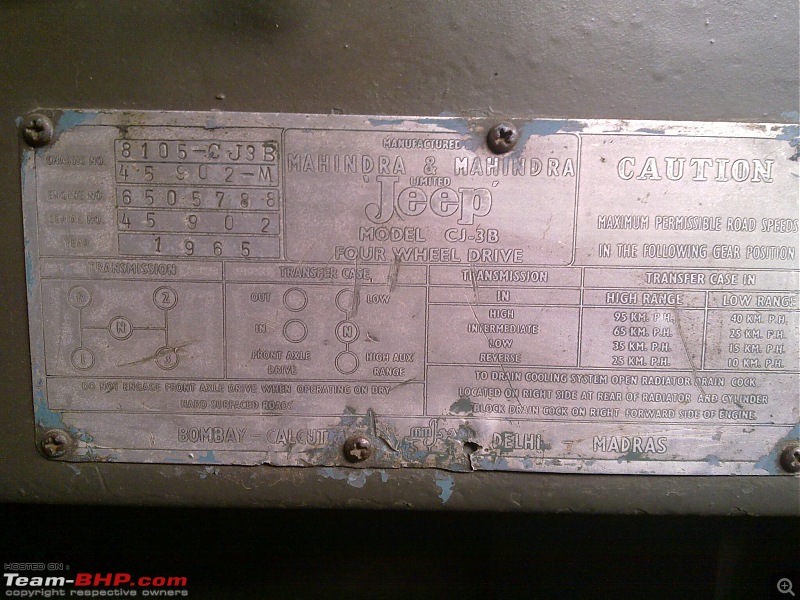 CHASSIS NO. 8105-CJ3B
45902-M
ENGINE NO. 6505788
SERIAL NO. 45902
YEAR 1965
MANUFACTURED
MAHINDRA & MAHINDRA
LIMITED
'Jeep'
MODEL CJ-3B
FOUR WHEEL DRIVE
CAUTION
MAXIMUM PERMISSIBLE ROAD SPEEDS
IN THE FOLLOWING GEAR POSITION
TRANSMISSION
R 2
N
1 3
TRANSFER CASE
OUT LOW
IN N
FRONT AXLE HIGH AUX
DRIVE RANGE
TRANSMISSION TRANSFER CASE IN
IN HIGH RANGE LOW RANGE
HIGH 95 KM. P.H. 40 KM. P.H.
INTERMEDIATE 65 KM. P.H. 25 KM. P.H.
LOW 35 KM. P.H. 15 KM. P.H.
REVERSE 25 KM. P.H. 10 KM. P.H.
DO NOT ENGAGE FRONT AXLE DRIVE WHEN OPERATING ON DRY
HARD SURFACED ROADS
TO DRAIN COOLING SYSTEM OPEN RADIATOR DRAIN COCK
LOCATED ON RIGHT SIDE AT REAR OF RADIATOR AND CYLINDER
BLOCK DRAIN COCK ON RIGHT FORWARD SIDE OF ENGINE
BOMBAY - CALCUT DELHI - MADRAS
HOSTED ON :
Team-BHP.com
copyright respective owners